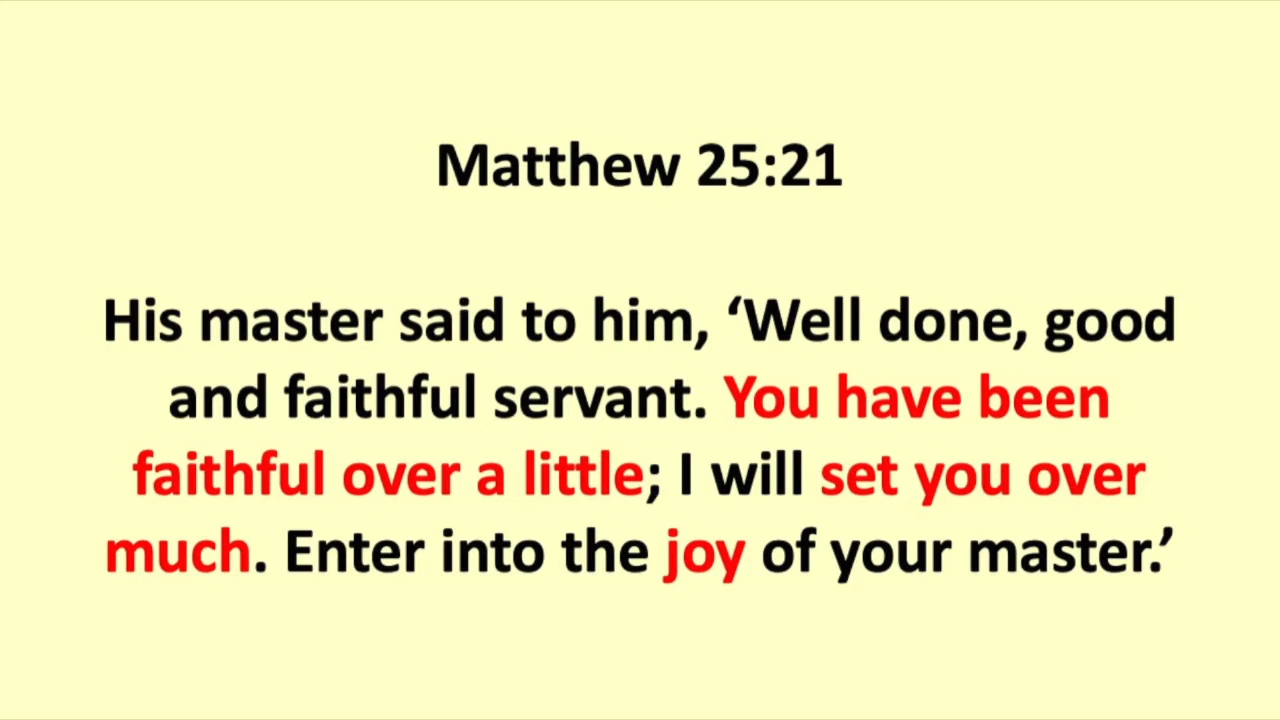 Matthew 25:21
His master said to him, ‘Well done, good
and faithful servant. You have been
faithful over a little; I will set you over
much. Enter into the joy of your master.’